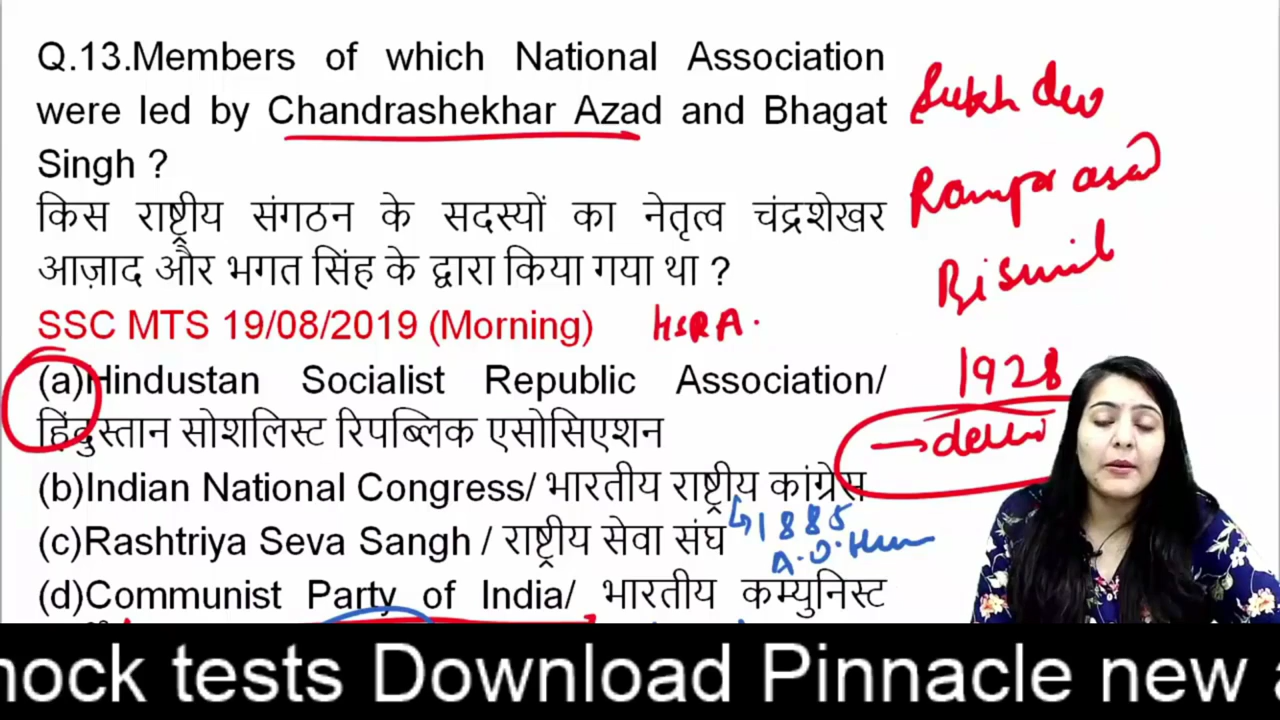 Q.13.Members of which National Association
were led by Chandrashekhar Azad and Bhagat
Singh ?
किस राष्ट्रीय संगठन के सदस्यों का नेतृत्व चंद्रशेखर
आज़ाद और भगत सिंह के द्वारा किया गया था ?
SSC MTS 19/08/2019 (Morning)
HSRA.
(a)Hindustan Socialist Republic Association/
हिंदुस्तान सोशलिस्ट रिपब्लिक एसोसिएशन
(b)Indian National Congress/ भारतीय राष्ट्रीय कांग्रेस
(c)Rashtriya Seva Sangh / राष्ट्रीय सेवा संघ
(d)Communist Party of India/ भारतीय कम्युनिस्ट
Sukh dev
Ramprasad
Bismil
1928
→delhi
1885
A.O.Hume
mock tests Download Pinnacle new